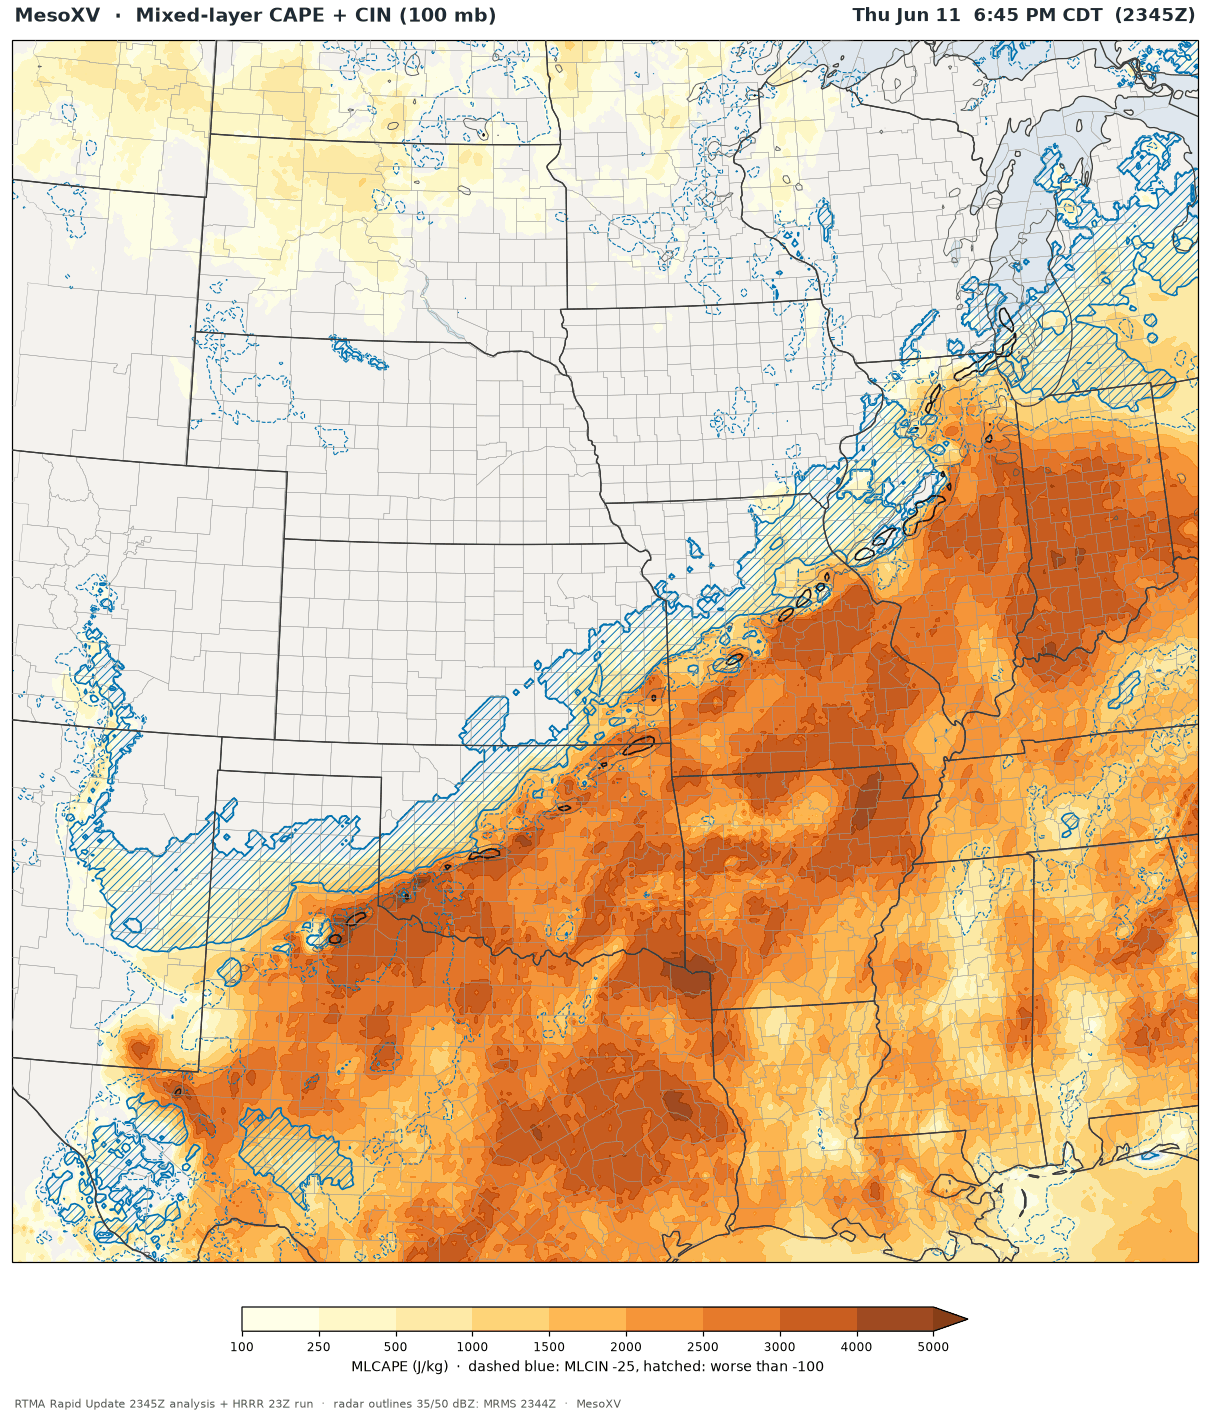 MesoXV · Mixed-layer CAPE + CIN (100 mb)
Thu Jun 11 6:45 PM CDT (2345Z)
100 250 500 1000 1500 2000 2500 3000 4000 5000
MLCAPE (J/kg) · dashed blue: MLCIN -25, hatched: worse than -100
RTMA Rapid Update 2345Z analysis + HRRR 23Z run · radar outlines 35/50 dBZ: MRMS 2344Z · MesoXV